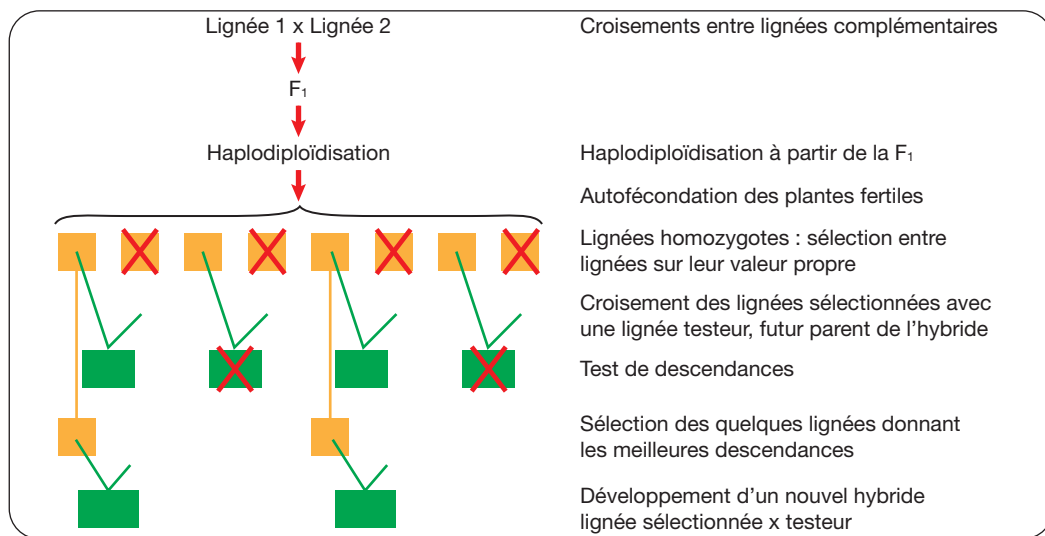 Lignée 1 x Lignée 2
Croisements entre lignées complémentaires
F₁
Haplodiploïdisation
Haplodiploïdisation à partir de la F₁
Autofécondation des plantes fertiles
Lignées homozygotes : sélection entre
lignées sur leur valeur propre
Croisement des lignées sélectionnées avec
une lignée testeur, futur parent de l’hybride
Test de descendances
Sélection des quelques lignées donnant
les meilleures descendances
Développement d’un nouvel hybride
lignée sélectionnée x testeur